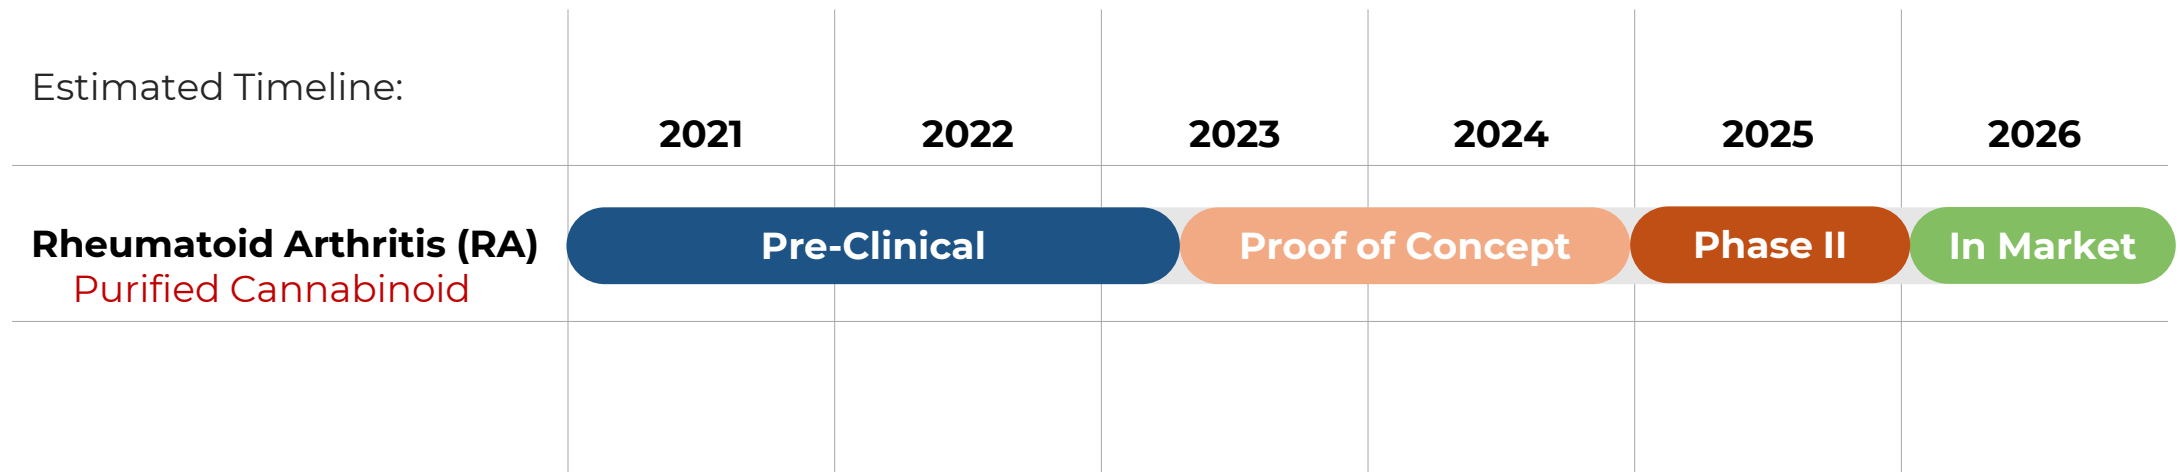 Estimated Timeline:
2021 2022 2023 2024 2025 2026
Rheumatoid Arthritis (RA) Pre-Clinical Proof of Concept Phase II In Market
Purified Cannabinoid